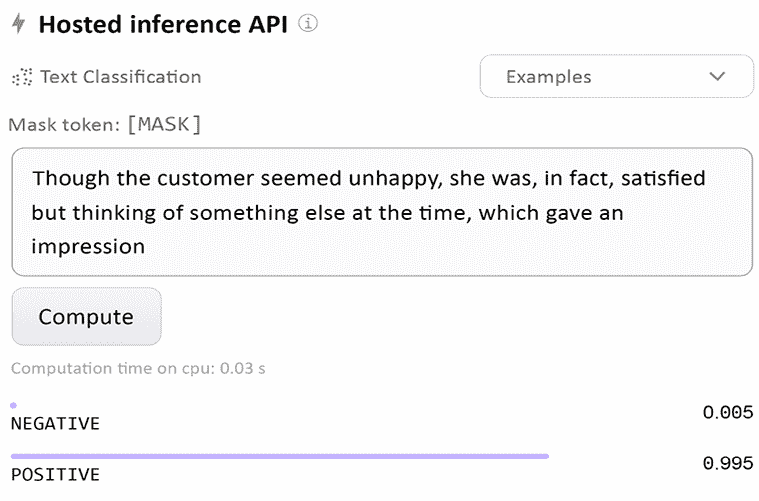 Hosted inference API
Text Classification
Examples
Mask token: [MASK]
Though the customer seemed unhappy, she was, in fact, satisfied
but thinking of something else at the time, which gave an
impression
Compute
Computation time on cpu: 0.03 s
NEGATIVE 0.005
POSITIVE 0.995